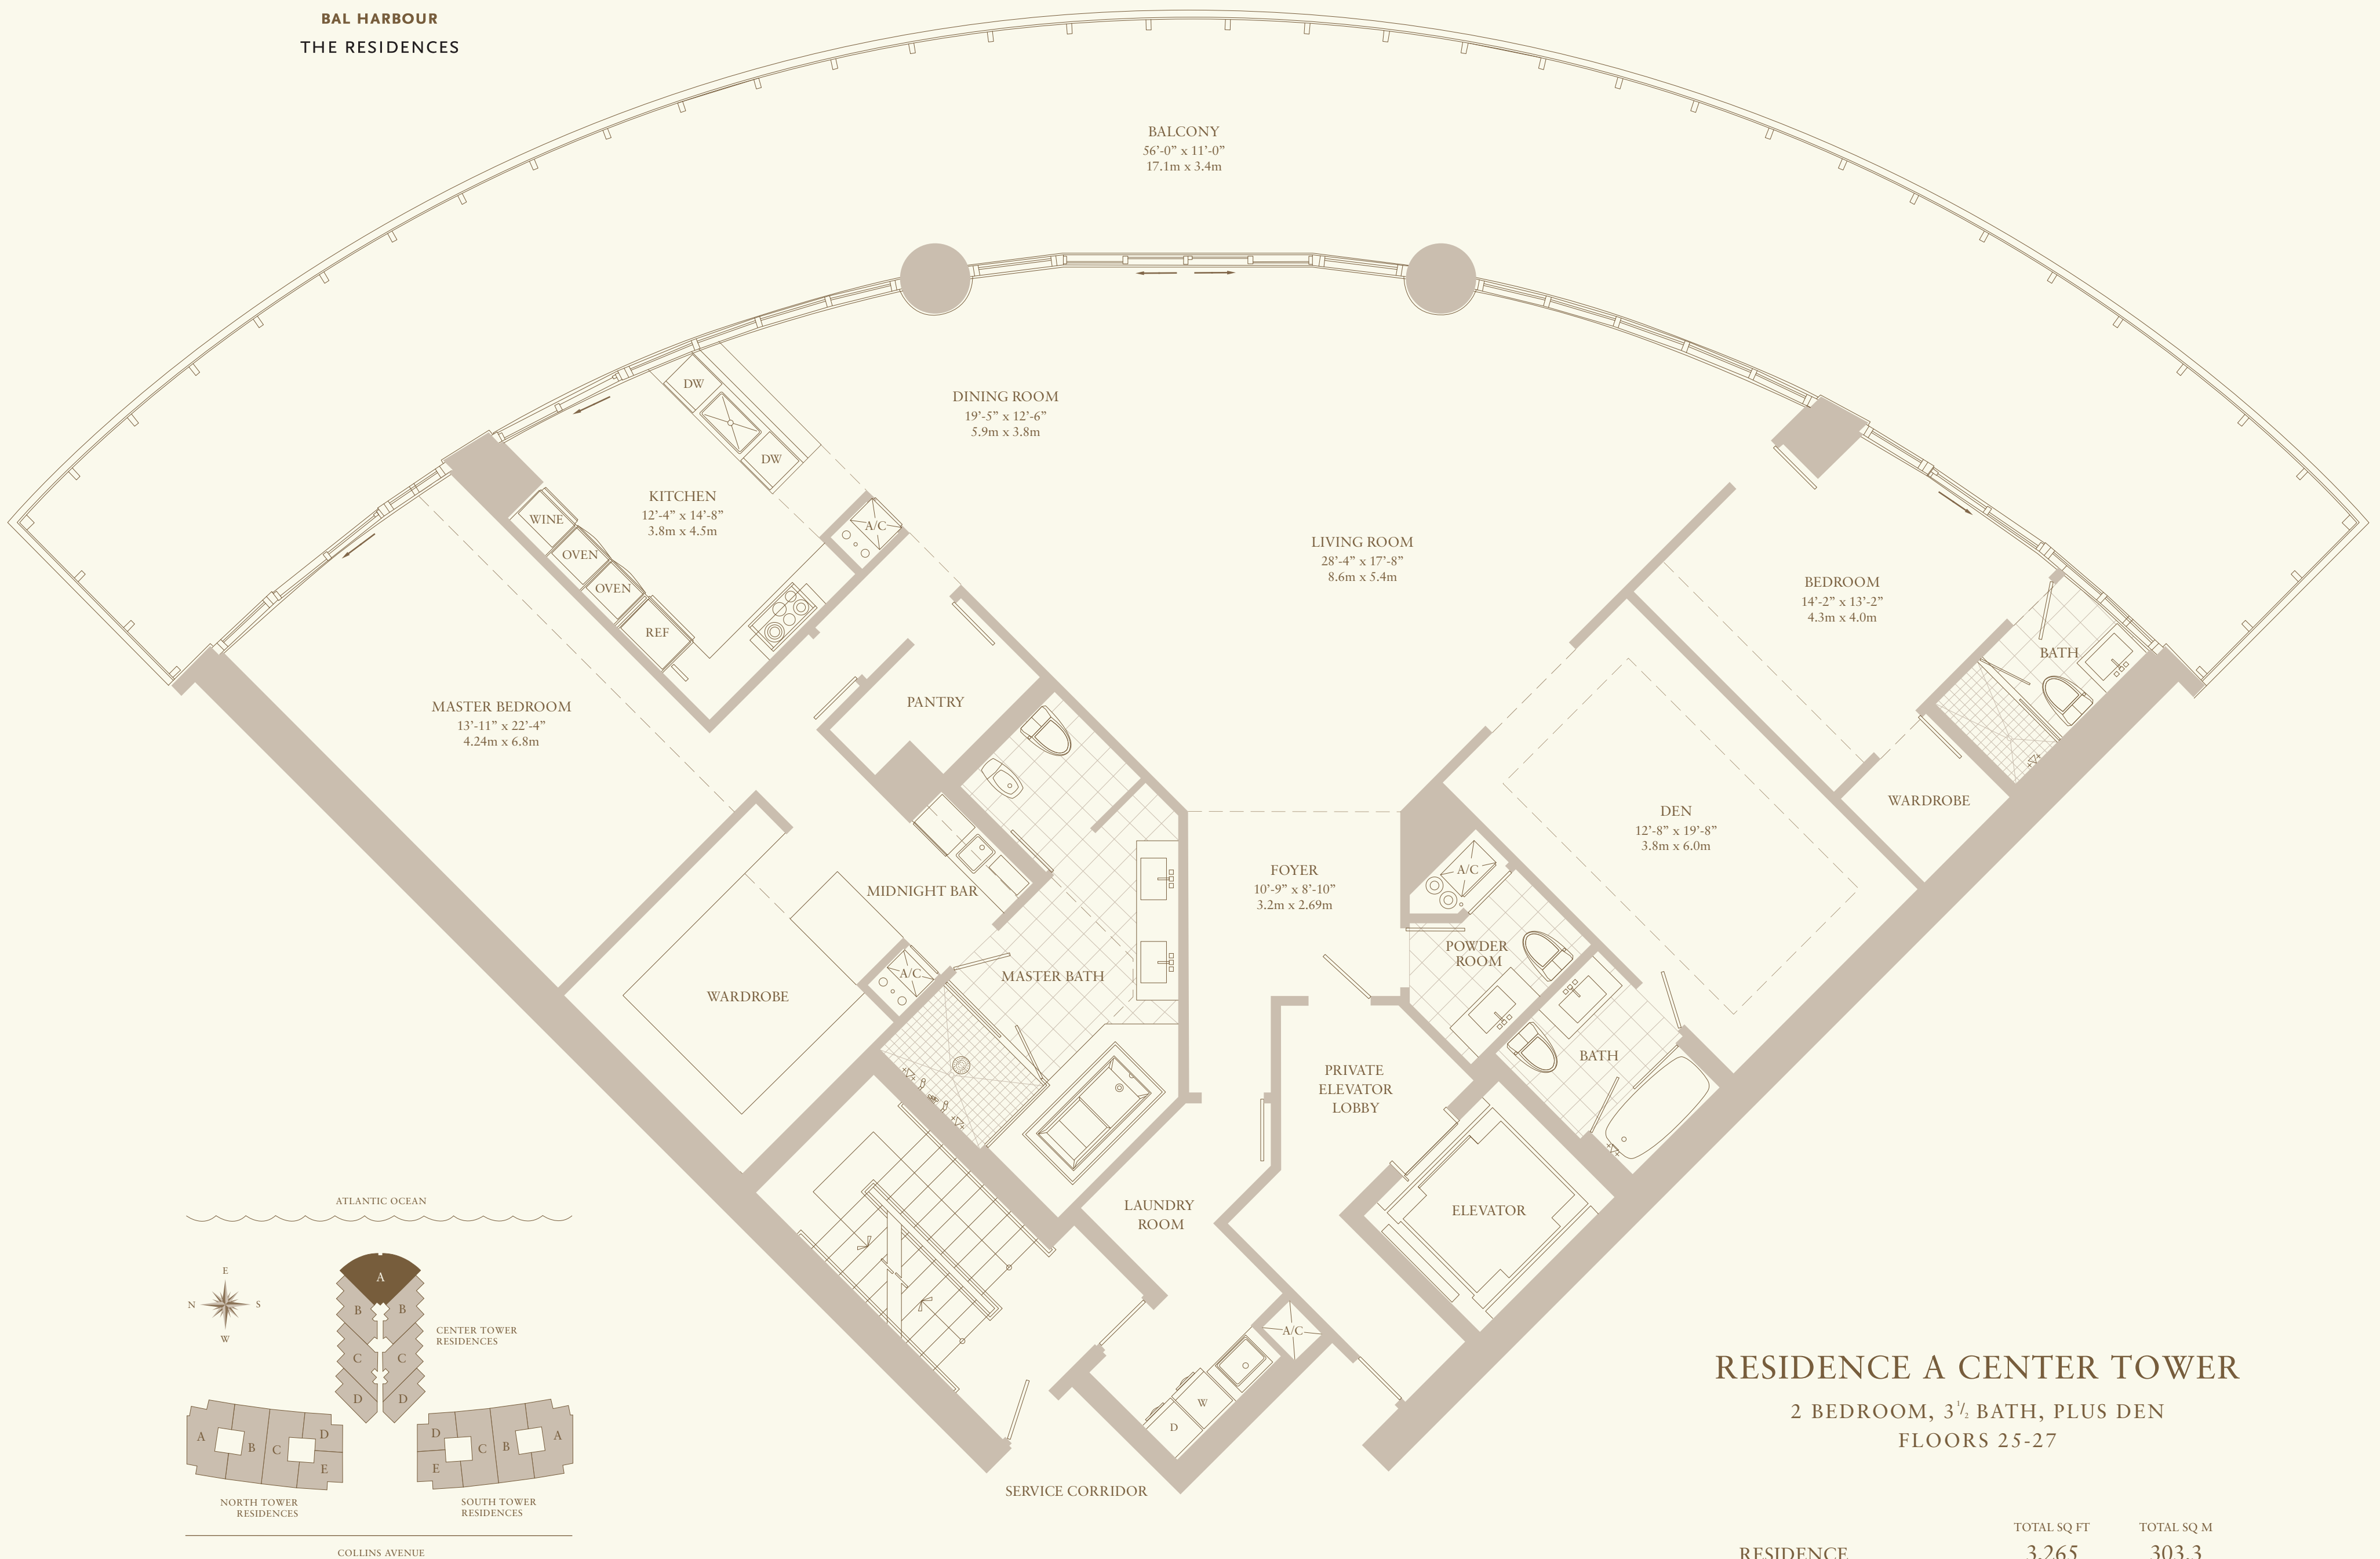 BAL HARBOUR
THE RESIDENCES
BALCONY
56’-0” x 11’-0”
17.1m x 3.4m
DINING ROOM
19’-5” x 12’-6”
5.9m x 3.8m
DW
DW
KITCHEN
12’-4” x 14’-8”
3.8m x 4.5m
WINE
OVEN
OVEN
REF
A/C
LIVING ROOM
28’-4” x 17’-8”
8.6m x 5.4m
BEDROOM
14’-2” x 13’-2”
4.3m x 4.0m
BATH
WARDROBE
MASTER BEDROOM
13’-11” x 22’-4”
4.24m x 6.8m
PANTRY
DEN
12’-8” x 19’-8”
3.8m x 6.0m
MIDNIGHT BAR
FOYER
10’-9” x 8’-10”
3.2m x 2.69m
A/C
POWDER
ROOM
A/C
MASTER BATH
WARDROBE
BATH
PRIVATE
ELEVATOR
LOBBY
LAUNDRY
ROOM
ELEVATOR
A/C
W
D
SERVICE CORRIDOR
ATLANTIC OCEAN
E
N
S
W
A
B
B
C
C
D
D
CENTER TOWER
RESIDENCES
A
B
C
D
E
D
E
C
B
A
NORTH TOWER
RESIDENCES
SOUTH TOWER
RESIDENCES
COLLINS AVENUE
RESIDENCE A CENTER TOWER
2 BEDROOM, 3 1/2 BATH, PLUS DEN
FLOORS 25-27
TOTAL SQ FT
TOTAL SQ M
RESIDENCE
3,265
303.3